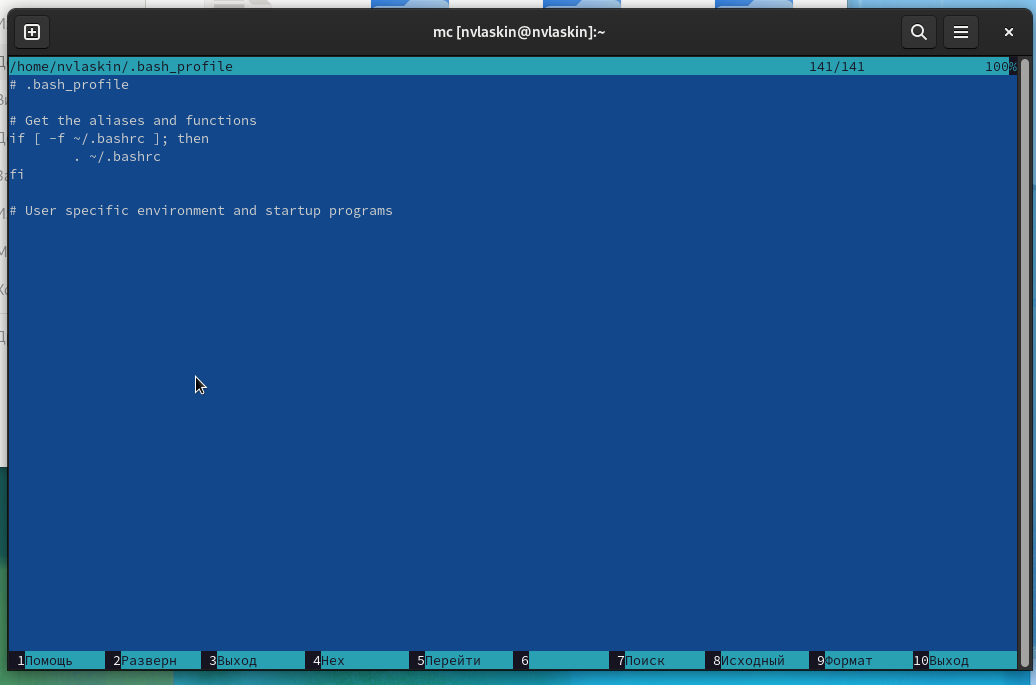 mc [nvlaskin@nvlaskin]:~
/home/nvlaskin/.bash_profile 141/141 100%
# .bash_profile
# Get the aliases and functions
if [ -f ~/.bashrc ]; then
. ~/.bashrc
fi
# User specific environment and startup programs
1Помощь 2Разверн 3Выход 4Hex 5Перейти 6 7Поиск 8Исходный 9Формат 10Выход